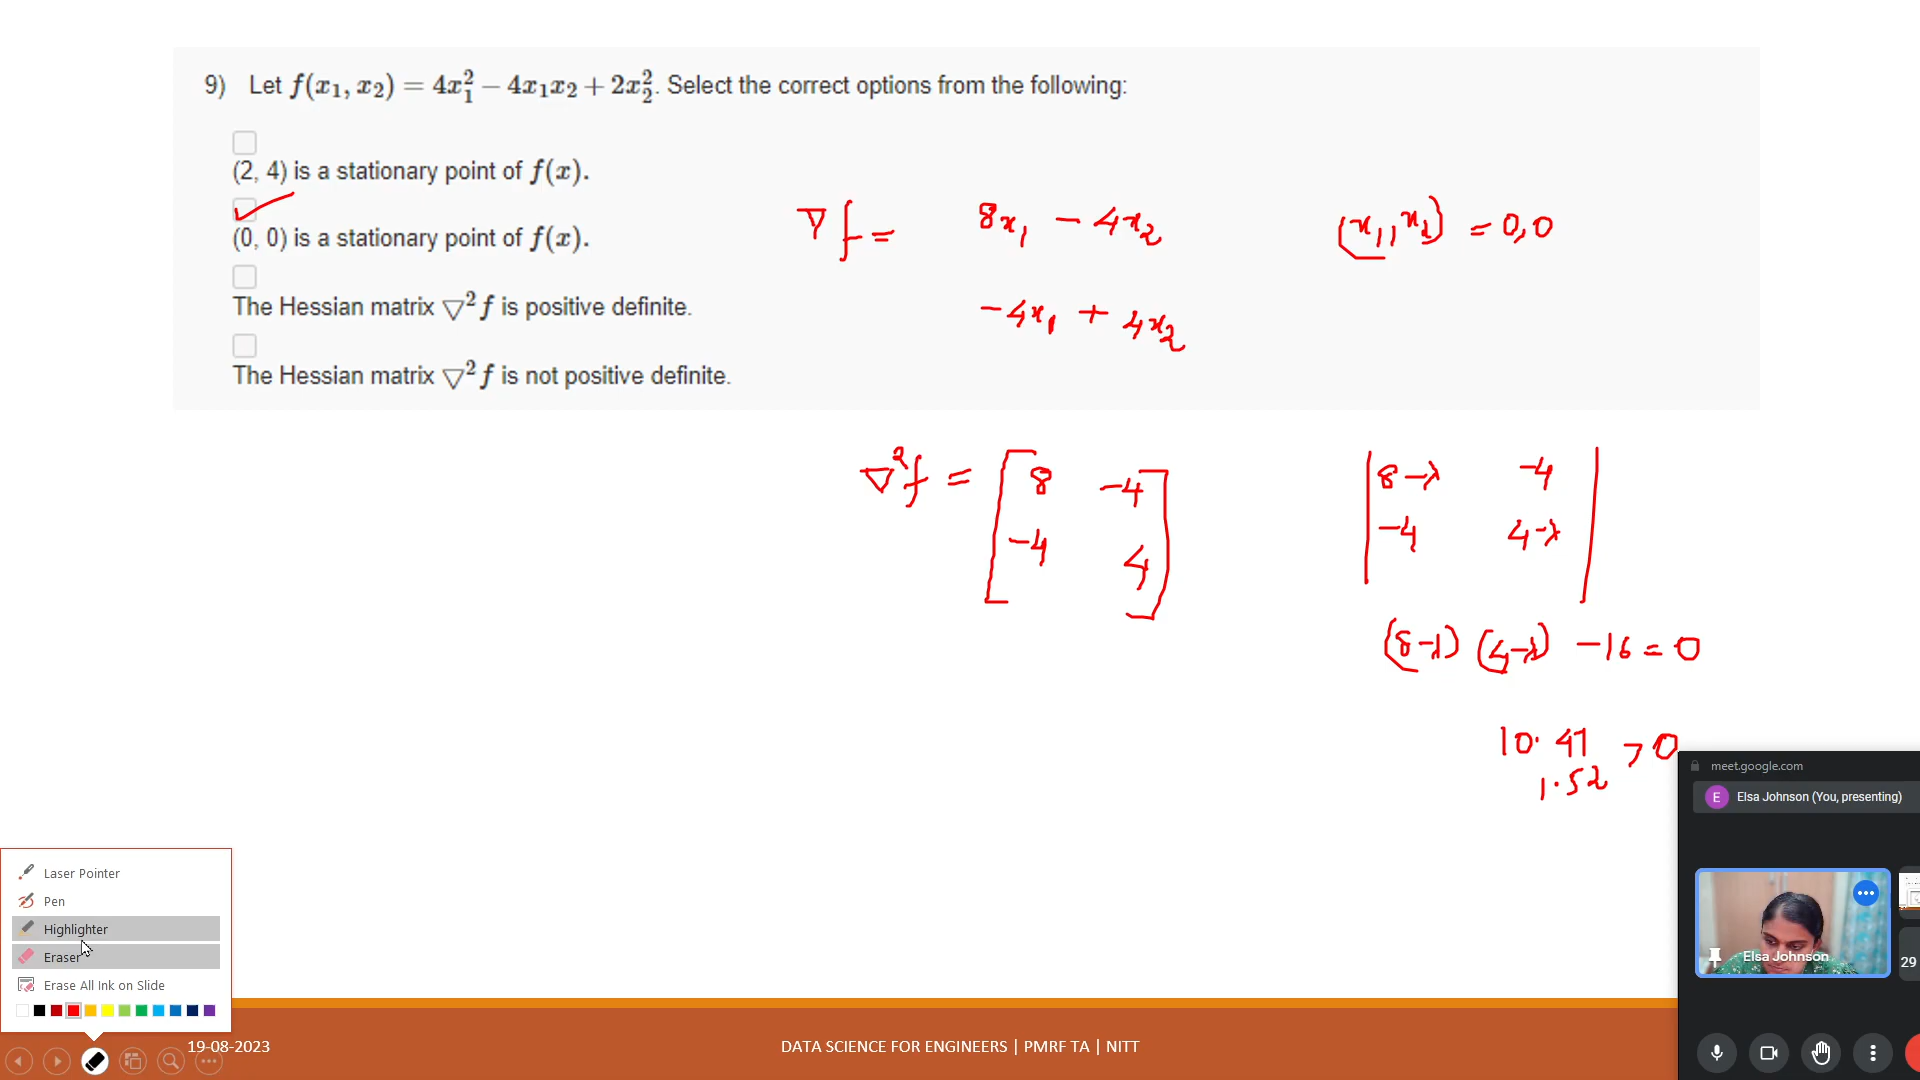 9) Let f(x₁, x₂) = 4x₁² − 4x₁x₂ + 2x₂². Select the correct options from the following:
(2, 4) is a stationary point of f(x).
(0, 0) is a stationary point of f(x).
The Hessian matrix ▽² f is positive definite.
The Hessian matrix ▽² f is not positive definite.
∇f = 8x₁ − 4x₂
−4x₁ + 4x₂
(x₁, x₂) = 0,0
∇²f = [8 −4
−4 4]
|8−λ −4
−4 4−λ|
(8−λ) (4−λ) −16 = 0
10.47 > 0
1.52
meet.google.com
E Elsa Johnson (You, presenting)
Elsa Johnson
29
Laser Pointer
Pen
Highlighter
Eraser
Erase All Ink on Slide
19-08-2023
DATA SCIENCE FOR ENGINEERS | PMRF TA | NITT